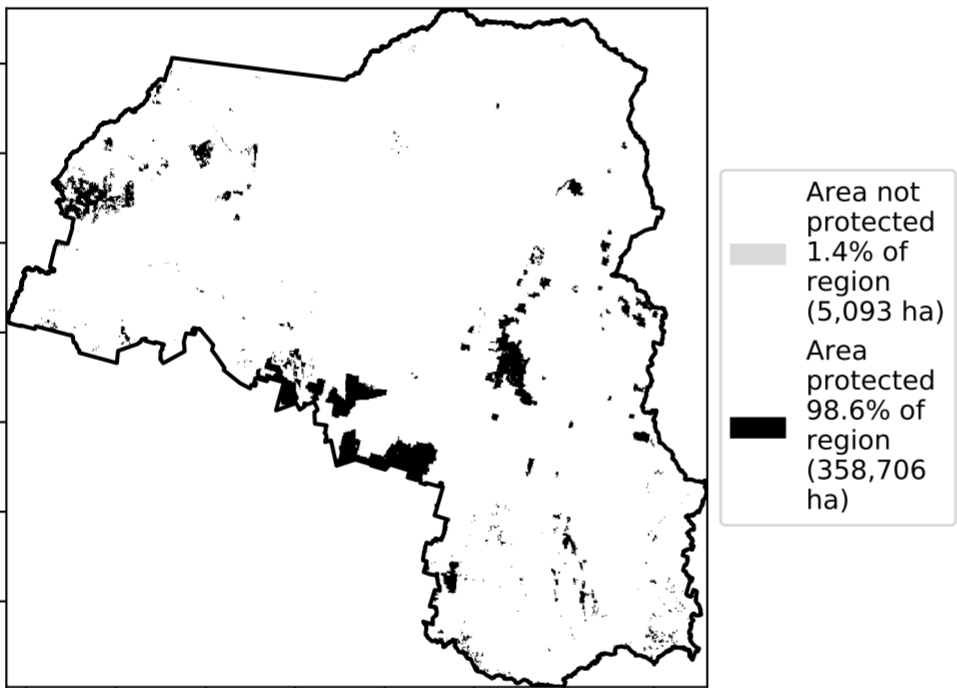 Area not
protected
1.4% of
region
(5,093 ha)
Area
protected
98.6% of
region
(358,706
ha)